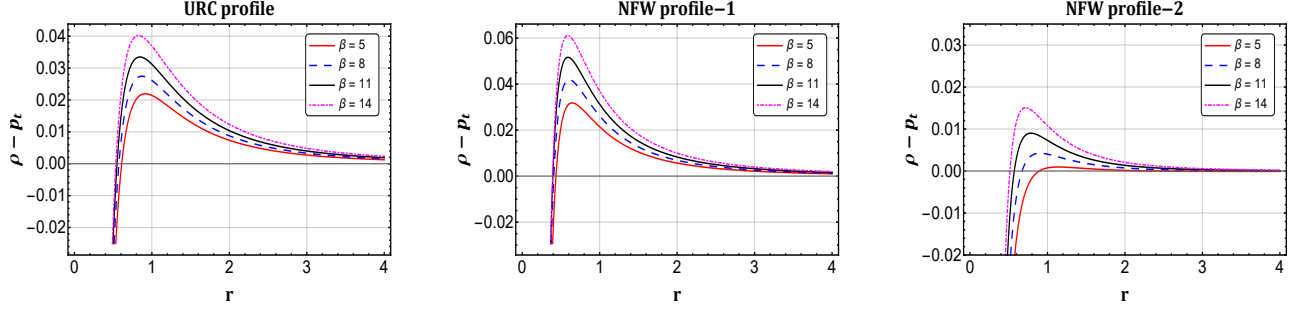 URC profile
ρ − pₜ
0.04
0.03
0.02
0.01
0.00
−0.01
−0.02
β = 5
β = 8
β = 11
β = 14
0
1
2
3
4
r
NFW profile−1
ρ − pₜ
0.06
0.04
0.02
0.00
−0.02
β = 5
β = 8
β = 11
β = 14
0
1
2
3
4
r
NFW profile−2
ρ − pₜ
0.03
0.02
0.01
0.00
−0.01
−0.02
β = 5
β = 8
β = 11
β = 14
0
1
2
3
4
r